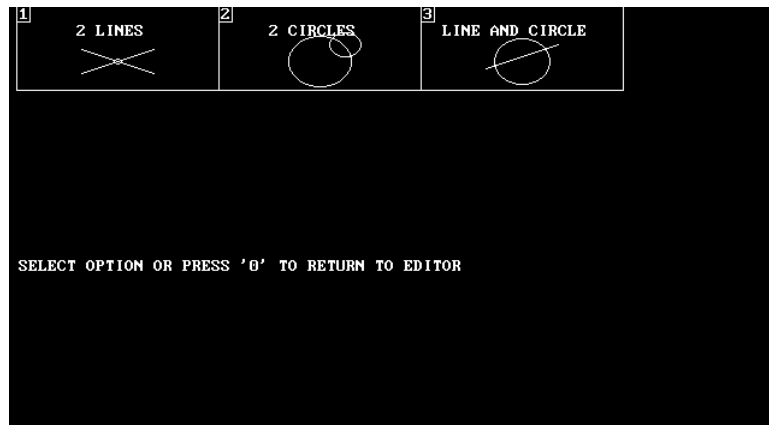 1 2 3
2 LINES 2 CIRCLES LINE AND CIRCLE
SELECT OPTION OR PRESS '0' TO RETURN TO EDITOR